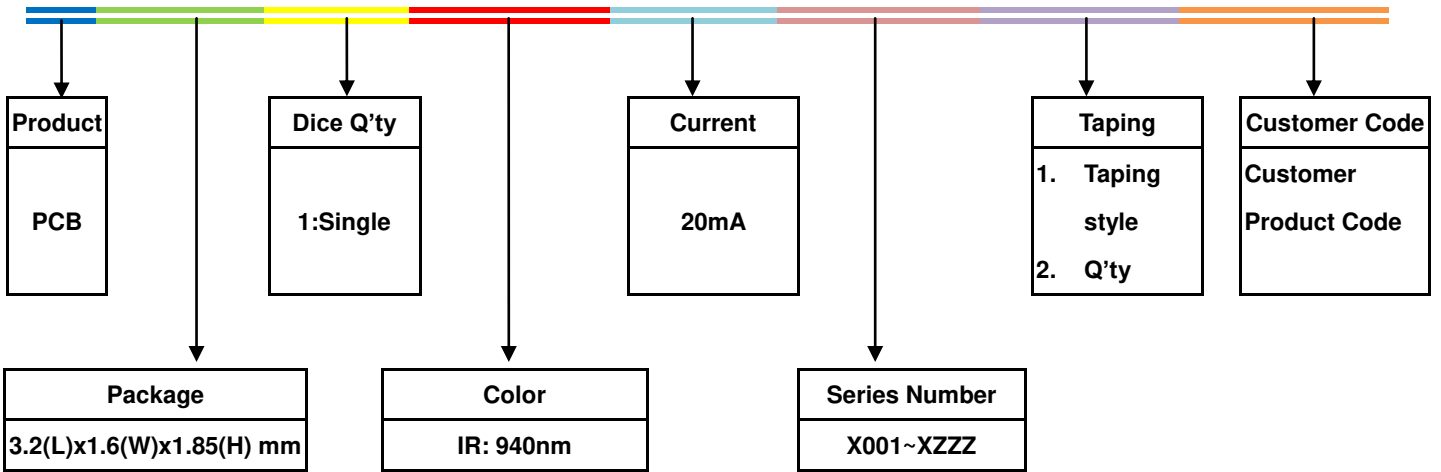 Product
PCB
Dice Q’ty
1:Single
Current
20mA
Taping
1. Taping
style
2. Q’ty
Customer Code
Customer
Product Code
Package
3.2(L)x1.6(W)x1.85(H) mm
Color
IR: 940nm
Series Number
X001~XZZZ